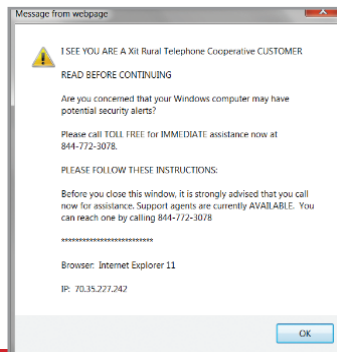 Message from webpage
I SEE YOU ARE A Xit Rural Telephone Cooperative CUSTOMER
READ BEFORE CONTINUING
Are you concerned that your Windows computer may have
potential security alerts?
Please call TOLL FREE for IMMEDIATE assistance now at
844-772-3078.
PLEASE FOLLOW THESE INSTRUCTIONS:
Before you close this window, it is strongly advised that you call
now for assistance. Support agents are currently AVAILABLE. You
can reach one by calling 844-772-3078
**************************
Browser: Internet Explorer 11
IP: 70.35.227.242
OK